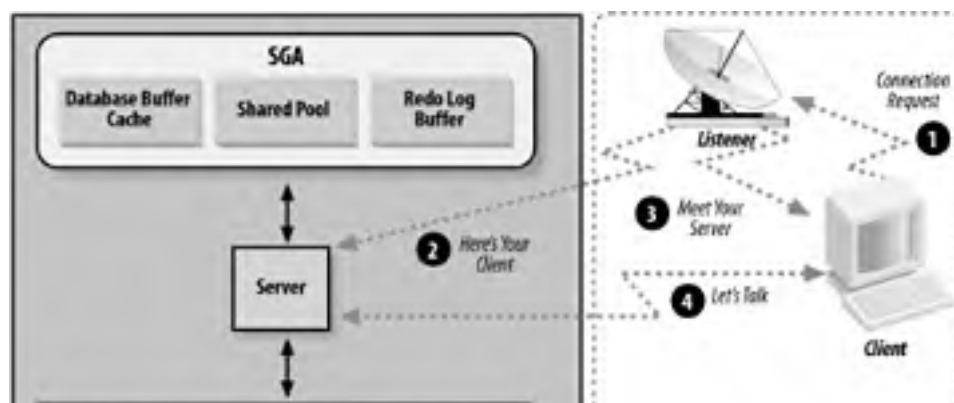 SGA
Database Buffer
Cache
Shared Pool
Redo Log
Buffer
Listener
Connection
Request
1
3
Meet Your
Server
2
Here's Your
Client
Server
4
Let's Talk
Client